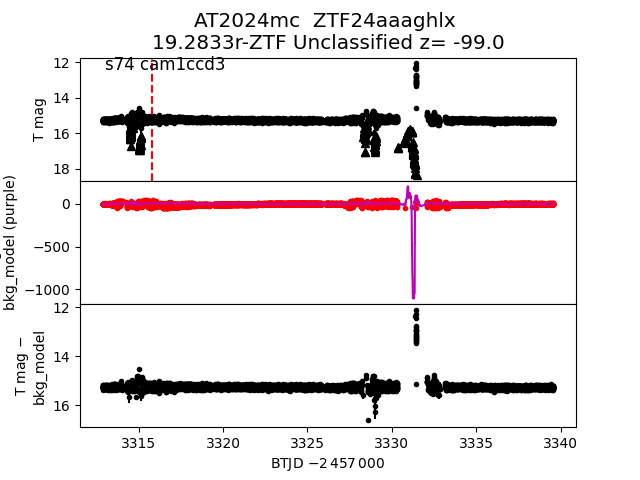 AT2024mc  ZTF24aaaghlx
19.2833r-ZTF Unclassified z= -99.0
s74 cam1ccd3
12
14
16
18
T mag
0
−500
−1000
bkg_model (purple)
12
14
16
T mag −
bkg_model
3315 3320 3325 3330 3335 3340
BTJD −2 457 000